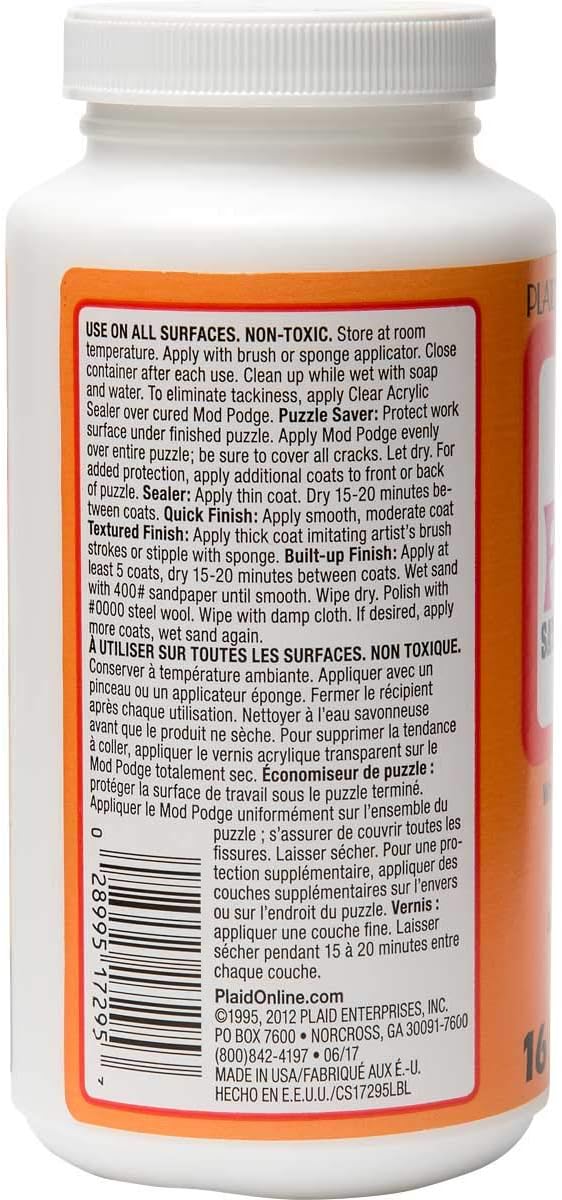 USE ON ALL SURFACES. NON-TOXIC. Store at room
temperature. Apply with brush or sponge applicator. Close
container after each use. Clean up while wet with soap
and water. To eliminate tackiness, apply Clear Acrylic
Sealer over cured Mod Podge. Puzzle Saver: Protect work
surface under finished puzzle. Apply Mod Podge evenly
over entire puzzle; be sure to cover all cracks. Let dry. For
added protection, apply additional coats to front or back
of puzzle. Sealer: Apply thin coat. Dry 15-20 minutes be-
tween coats. Quick Finish: Apply smooth, moderate coat
Textured Finish: Apply thick coat imitating artist's brush
strokes or stipple with sponge. Built-up Finish: Apply at
least 5 coats, dry 15-20 minutes between coats. Wet sand
with 400# sandpaper until smooth. Wipe dry. Polish with
#0000 steel wool. Wipe with damp cloth. If desired, apply
more coats, wet sand again.
À UTILISER SUR TOUTES LES SURFACES. NON TOXIQUE.
Conserver à température ambiante. Appliquer avec un
pinceau ou un applicateur éponge. Fermer le récipient
après chaque utilisation. Nettoyer à l'eau savonneuse
avant que le produit ne sèche. Pour supprimer la tendance
à coller, appliquer le vernis acrylique transparent sur le
Mod Podge totalement sec. Économiseur de puzzle :
protéger la surface de travail sous le puzzle terminé.
Appliquer le Mod Podge uniformément sur l'ensemble du
puzzle ; s'assurer de couvrir toutes les
fissures. Laisser sécher. Pour une pro-
tection supplémentaire, appliquer des
couches supplémentaires sur l'envers
ou sur l'endroit du puzzle. Vernis :
appliquer une couche fine. Laisser
sécher pendant 15 à 20 minutes entre
chaque couche.
0 28995 17295 7
PlaidOnline.com
©1995, 2012 PLAID ENTERPRISES, INC.
PO BOX 7600 • NORCROSS, GA 30091-7600
(800)842-4197 • 06/17
MADE IN USA/FABRIQUÉ AUX É.-U.
HECHO EN E.E.U.U./CS17295LBL
16